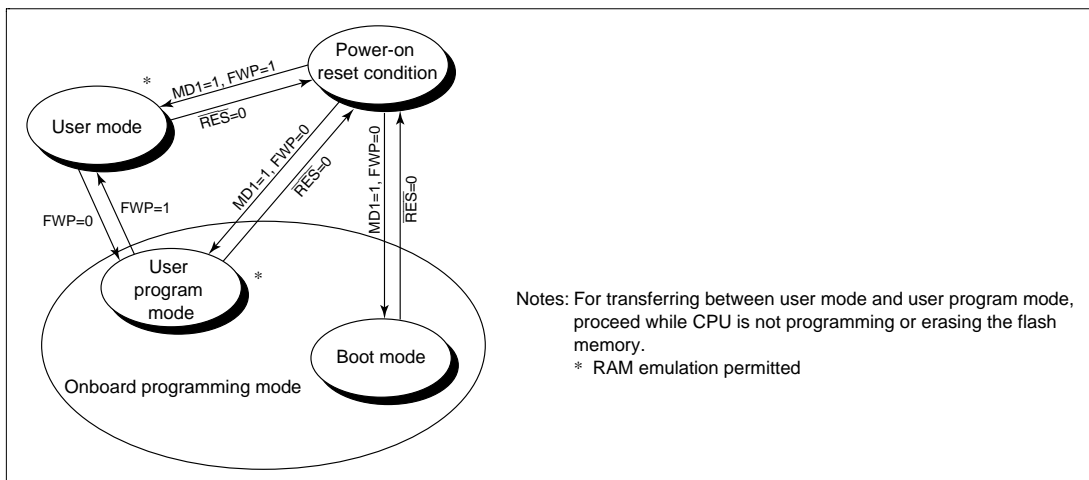 Power-on
reset condition
*
MD1=1, FWP=1
RES=0
User mode
MD1=1, FWP=0
RES=0
MD1=1, FWP=0
RES=0
FWP=0
FWP=1
User
program
mode
*
Boot mode
Onboard programming mode
Notes: For transferring between user mode and user program mode,
proceed while CPU is not programming or erasing the flash
memory.
* RAM emulation permitted